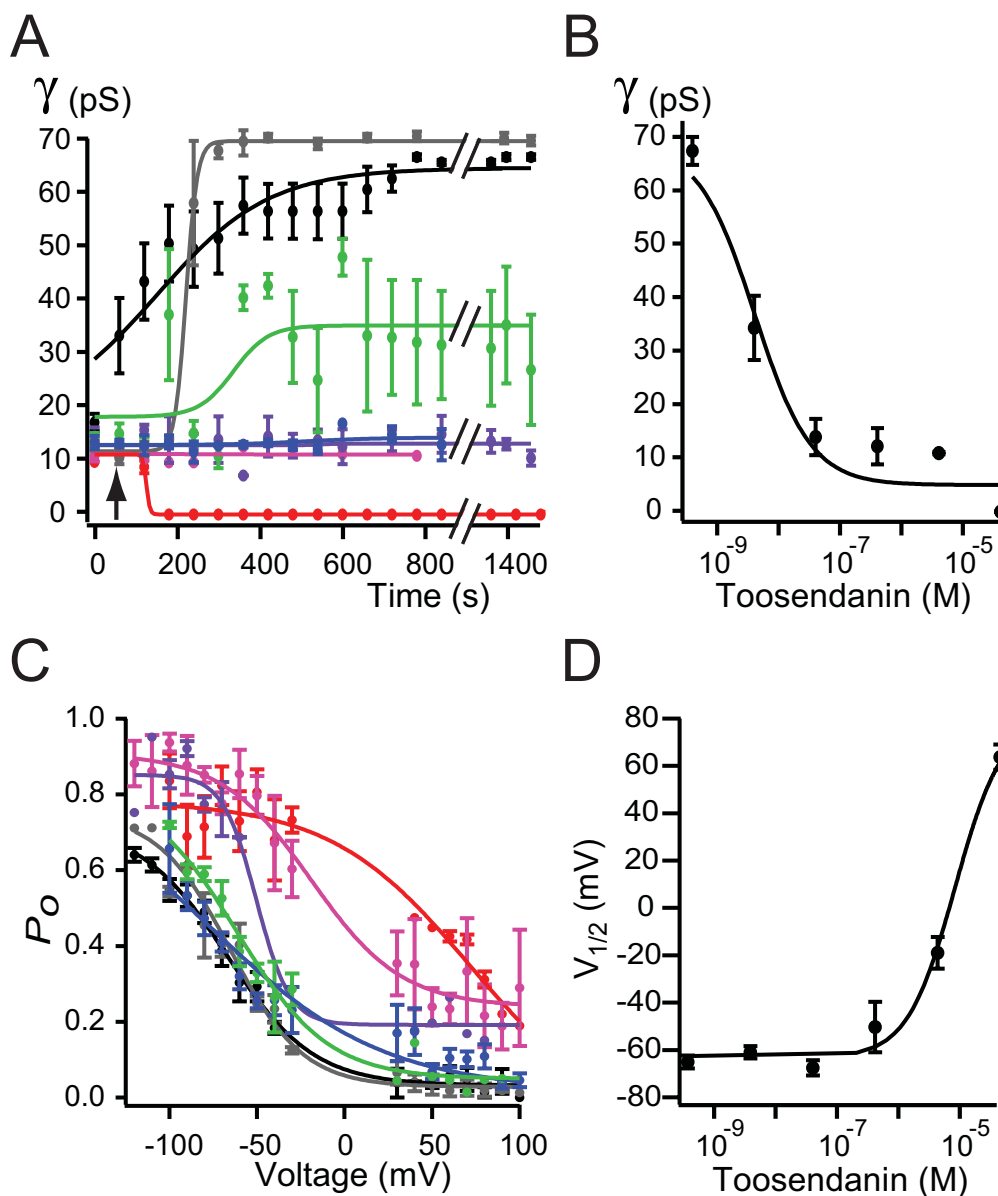 A
γ (pS)
70
60
50
40
30
20
10
0
0 200 400 600 800 1400
Time (s)
B
γ (pS)
70
60
50
40
30
20
10
0
10⁻⁹ 10⁻⁷ 10⁻⁵
Toosendanin (M)
C
Po
1.0
0.8
0.6
0.4
0.2
0.0
-100 -50 0 50 100
Voltage (mV)
D
V1/2 (mV)
80
60
40
20
0
-20
-40
-60
-80
10⁻⁹ 10⁻⁷ 10⁻⁵
Toosendanin (M)